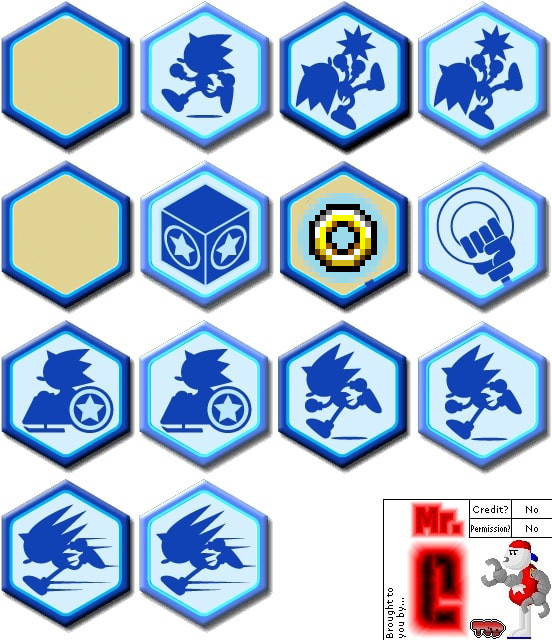 Brought to
you by...
Mr.
C
Credit? No
Permission? No